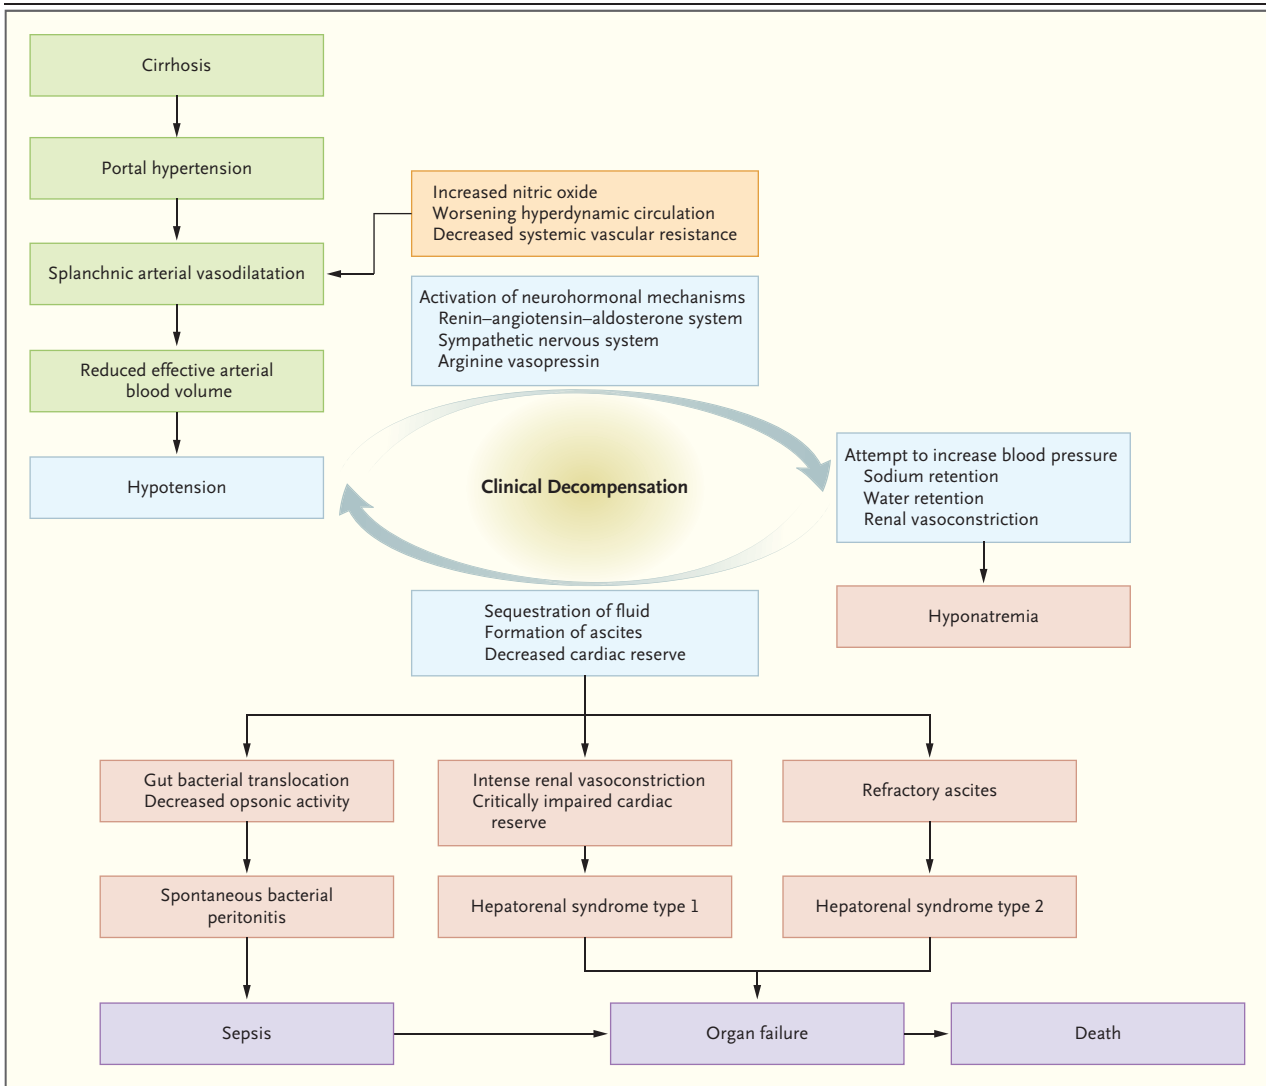 Cirrhosis
Portal hypertension
Increased nitric oxide
Worsening hyperdynamic circulation
Decreased systemic vascular resistance
Splanchnic arterial vasodilatation
Activation of neurohormonal mechanisms
Renin–angiotensin–aldosterone system
Sympathetic nervous system
Arginine vasopressin
Reduced effective arterial
blood volume
Hypotension
Clinical Decompensation
Attempt to increase blood pressure
Sodium retention
Water retention
Renal vasoconstriction
Hyponatremia
Sequestration of fluid
Formation of ascites
Decreased cardiac reserve
Gut bacterial translocation
Decreased opsonic activity
Intense renal vasoconstriction
Critically impaired cardiac
reserve
Refractory ascites
Spontaneous bacterial
peritonitis
Hepatorenal syndrome type 1
Hepatorenal syndrome type 2
Sepsis
Organ failure
Death